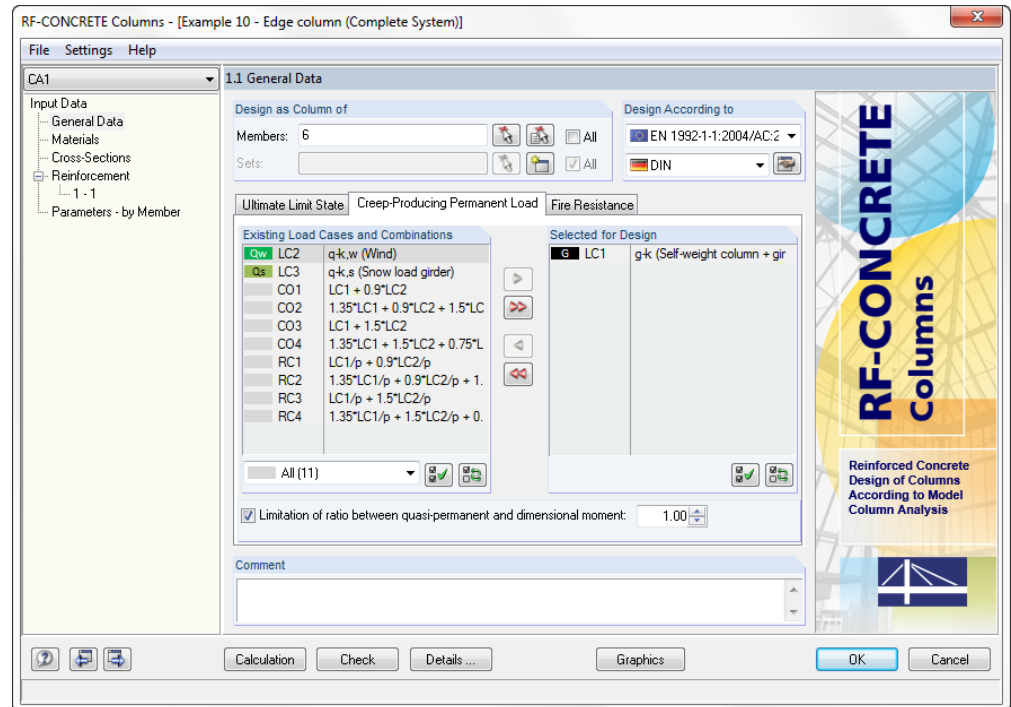 RF-CONCRETE Columns - [Example 10 - Edge column (Complete System)]
File Settings Help
CA1
Input Data
General Data
Materials
Cross-Sections
Reinforcement
1 - 1
Parameters - by Member
1.1 General Data
Design as Column of
Members: 6 All
Sets: All
Design According to
EN 1992-1-1:2004/AC:2
DIN
Ultimate Limit State Creep-Producing Permanent Load Fire Resistance
Existing Load Cases and Combinations
Qw LC2 q-k,w (Wind)
Qs LC3 q-k,s (Snow load girder)
CO1 LC1 + 0.9*LC2
CO2 1.35*LC1 + 0.9*LC2 + 1.5*LC
CO3 LC1 + 1.5*LC2
CO4 1.35*LC1 + 1.5*LC2 + 0.75*L
RC1 LC1/p + 0.9*LC2/p
RC2 1.35*LC1/p + 0.9*LC2/p + 1.
RC3 LC1/p + 1.5*LC2/p
RC4 1.35*LC1/p + 1.5*LC2/p + 0.
All (11)
Selected for Design
G LC1 g-k (Self-weight column + gir
Limitation of ratio between quasi-permanent and dimensional moment: 1.00
Comment
RF-CONCRETE
Columns
Reinforced Concrete
Design of Columns
According to Model
Column Analysis
Calculation Check Details ... Graphics OK Cancel